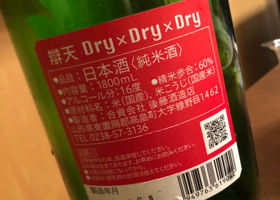 辯天 Dry×Dry×Dry
●品名：日本酒〈純米酒〉
●内容量：1800ml
●アルコール分：16度 ●精米歩合：60%
●原材料名：米（国産）、米こうじ（国産米）
●製造者：合資会社 後藤酒造店
山形県東置賜郡高畠町大字糠野目1462
TEL 0238-57-3136
製造年月